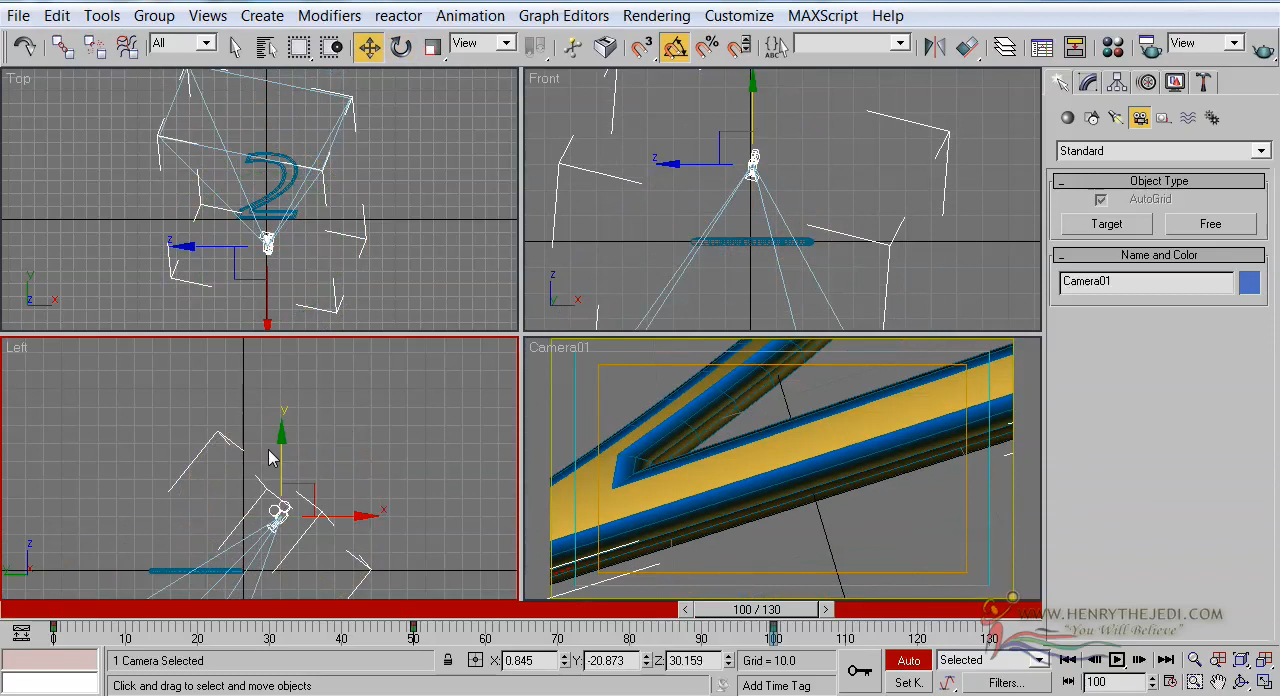 File Edit Tools Group Views Create Modifiers reactor Animation Graph Editors Rendering Customize MAXScript Help
All View 3 % ABC View
Top
Front
Left
Camera01
2
z
z
y
z
x
z
x
x
y
x
z
Standard
Object Type
AutoGrid
Target Free
Name and Color
Camera01
< 100 / 130 >
0 10 20 30 40 50 60 70 80 90 100 110 120 130
WWW.HENRYTHEJEDI.COM
"You Will Believe"
1 Camera Selected X: 0.845 Y: -20.873 Z: 30.159 Grid = 10.0 Auto Selected
Click and drag to select and move objects Add Time Tag Set K. Filters... 100